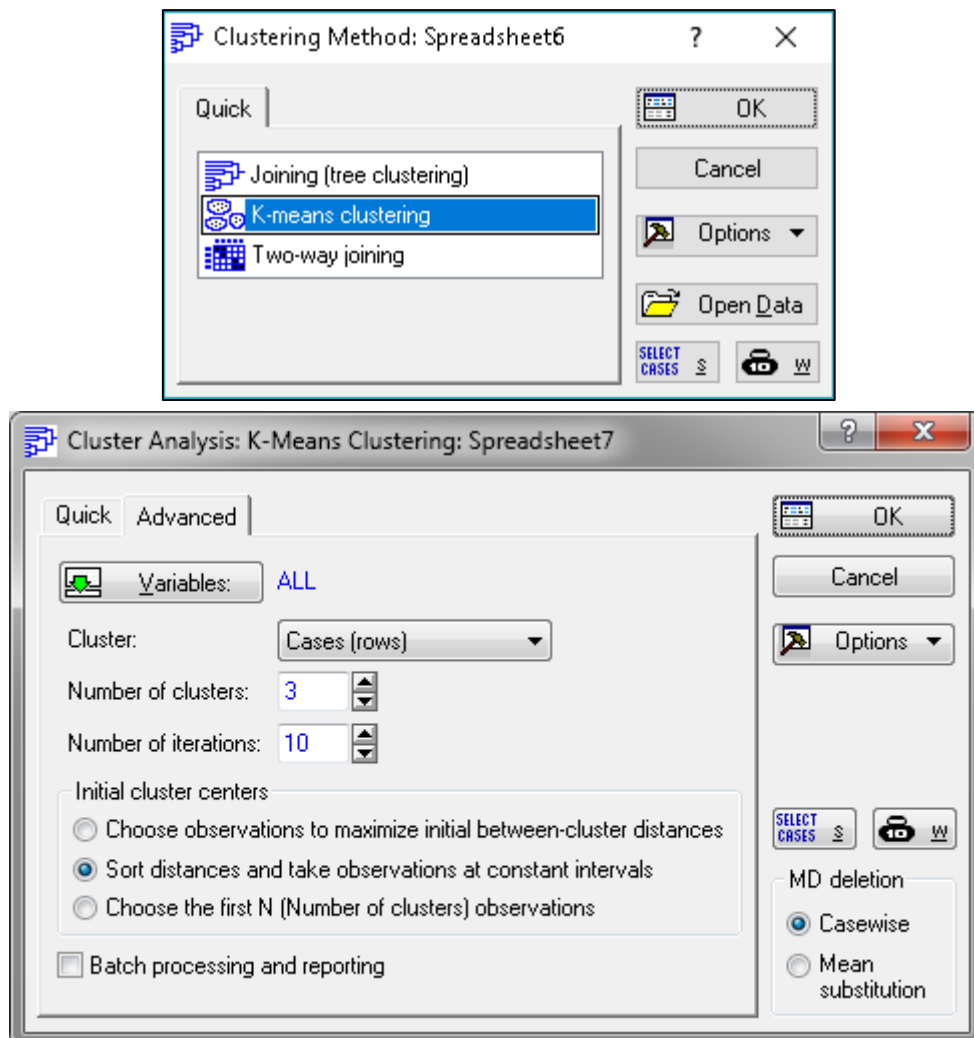 Clustering Method: Spreadsheet6 ? X
Quick
OK
Joining (tree clustering)
Cancel
K-means clustering
Options
Two-way joining
Open Data
SELECT CASES S
W
Cluster Analysis: K-Means Clustering: Spreadsheet7 ? X
Quick Advanced
OK
Variables: ALL
Cancel
Cluster: Cases (rows)
Options
Number of clusters: 3
Number of iterations: 10
Initial cluster centers
Choose observations to maximize initial between-cluster distances
Sort distances and take observations at constant intervals
Choose the first N (Number of clusters) observations
Batch processing and reporting
SELECT CASES S
W
MD deletion
Casewise
Mean
substitution